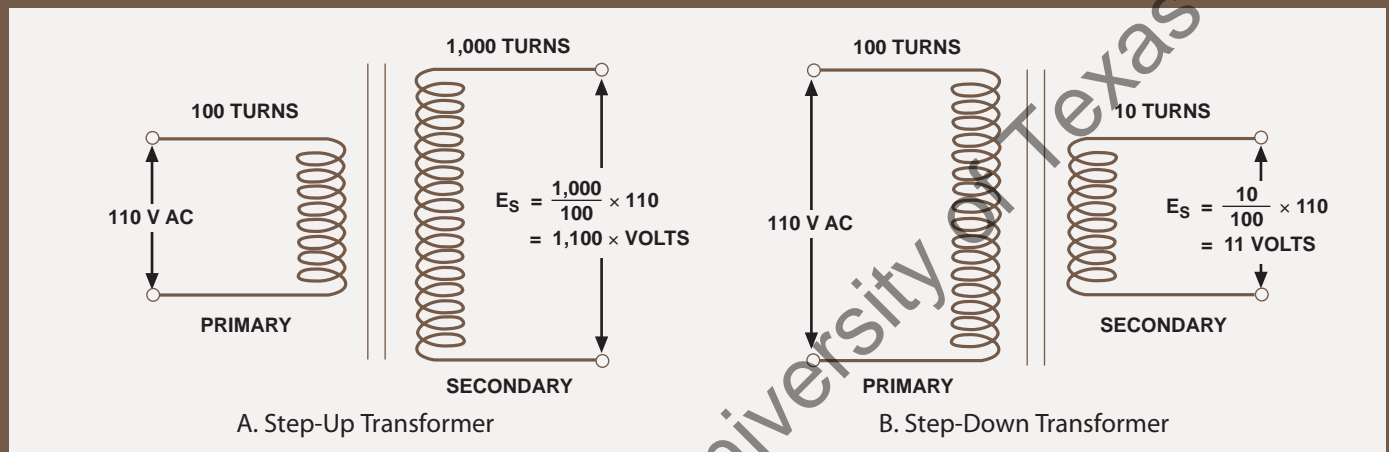 1,000 TURNS
100 TURNS
110 V AC
E_S = 1,000/100 × 110
= 1,100 × VOLTS
PRIMARY
SECONDARY
A. Step-Up Transformer
100 TURNS
10 TURNS
110 V AC
E_S = 10/100 × 110
= 11 VOLTS
SECONDARY
PRIMARY
B. Step-Down Transformer
of Texas